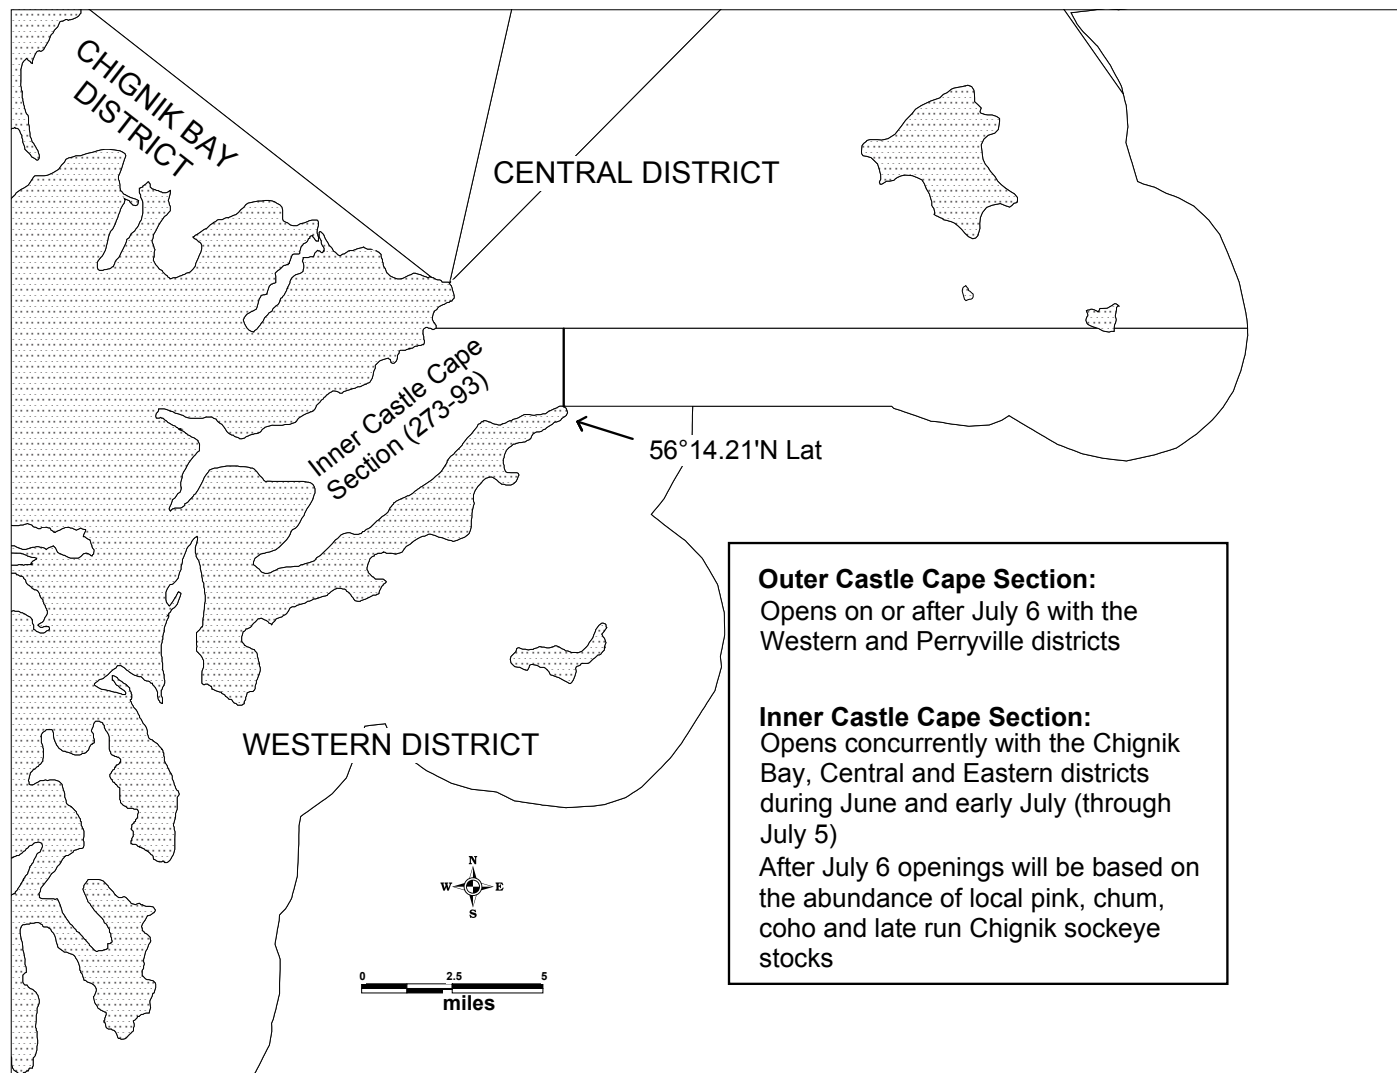 CHIGNIK BAY
DISTRICT
CENTRAL DISTRICT
Inner Castle Cape
Section (273-93)
56°14.21'N Lat
Outer Castle Cape Section:
Opens on or after July 6 with the
Western and Perryville districts
Inner Castle Cape Section:
Opens concurrently with the Chignik
Bay, Central and Eastern districts
during June and early July (through
July 5)
After July 6 openings will be based on
the abundance of local pink, chum,
coho and late run Chignik sockeye
stocks
WESTERN DISTRICT
N
W E
S
0 2.5 5
miles